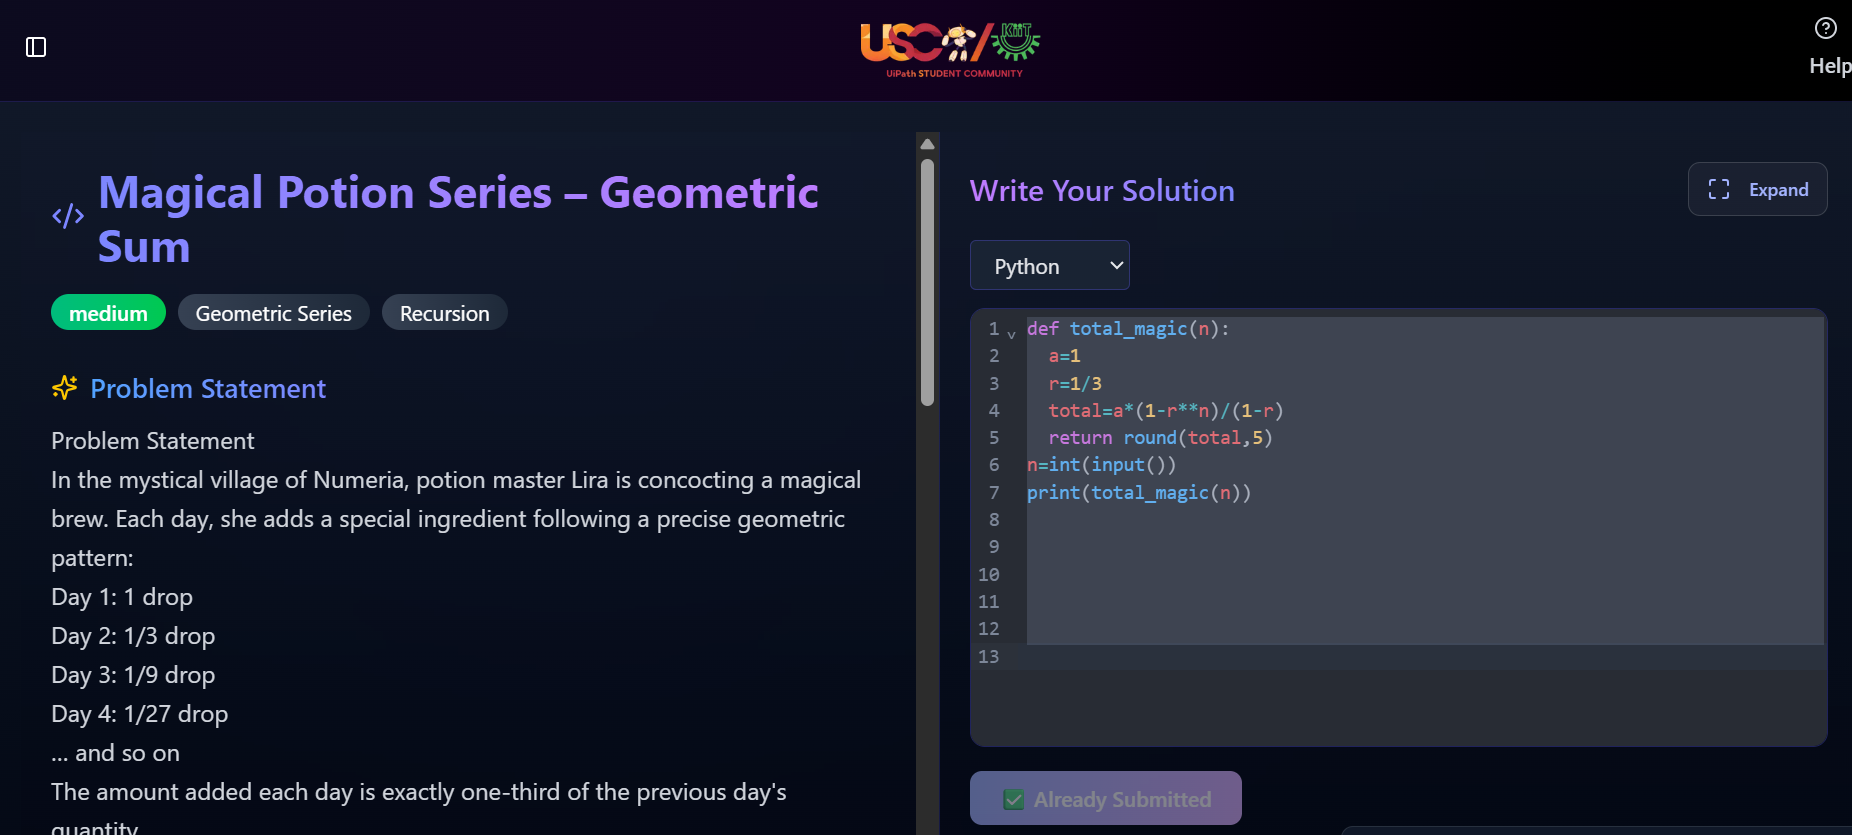 USC/KiiT
UiPath STUDENT COMMUNITY
Help
</> Magical Potion Series – Geometric
Sum
medium
Geometric Series
Recursion
Problem Statement
Problem Statement
In the mystical village of Numeria, potion master Lira is concocting a magical
brew. Each day, she adds a special ingredient following a precise geometric
pattern:
Day 1: 1 drop
Day 2: 1/3 drop
Day 3: 1/9 drop
Day 4: 1/27 drop
... and so on
The amount added each day is exactly one-third of the previous day's
quantity.
Write Your Solution
Expand
Python
1 def total_magic(n):
2   a=1
3   r=1/3
4   total=a*(1-r**n)/(1-r)
5   return round(total,5)
6 n=int(input())
7 print(total_magic(n))
8
9
10
11
12
13
Already Submitted